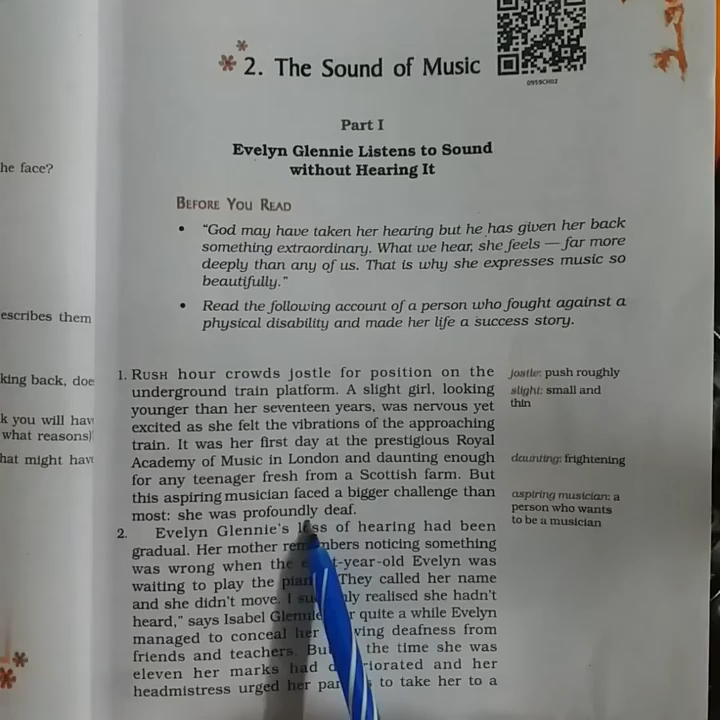 0959CH02
2. The Sound of Music
Part I
Evelyn Glennie Listens to Sound
without Hearing It
BEFORE YOU READ
• "God may have taken her hearing but he has given her back
something extraordinary. What we hear, she feels — far more
deeply than any of us. That is why she expresses music so
beautifully."
• Read the following account of a person who fought against a
physical disability and made her life a success story.
1. RUSH hour crowds jostle for position on the
underground train platform. A slight girl, looking
younger than her seventeen years, was nervous yet
excited as she felt the vibrations of the approaching
train. It was her first day at the prestigious Royal
Academy of Music in London and daunting enough
for any teenager fresh from a Scottish farm. But
this aspiring musician faced a bigger challenge than
most: she was profoundly deaf.
2. Evelyn Glennie's loss of hearing had been
gradual. Her mother remembers noticing something
was wrong when the -year-old Evelyn was
waiting to play the They called her name
and she didn't move. I realised she hadn't
heard," says Isabel Glennie quite a while Evelyn
managed to conceal her deafness from
friends and teachers. the time she was
eleven her marks had and her
headmistress urged her to take her to a
jostle: push roughly
slight: small and
thin
daunting: frightening
aspiring musician: a
person who wants
to be a musician
he face?
escribes them
king back, doe
k you will hav
what reasons)
hat might hav